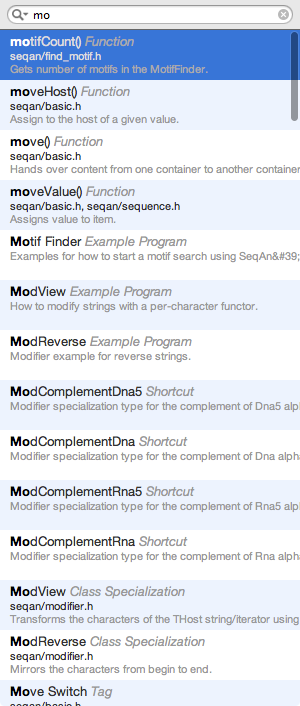 mo
motifCount() Function
seqan/find_motif.h
Gets number of motifs in the MotifFinder.
moveHost() Function
seqan/basic.h
Assign to the host of a given value.
move() Function
seqan/basic.h
Hands over content from one container to another container
moveValue() Function
seqan/basic.h, seqan/sequence.h
Assigns value to item.
Motif Finder Example Program
Examples for how to start a motif search using SeqAn&#39;
ModView Example Program
How to modify strings with a per-character functor.
ModReverse Example Program
Modifier example for reverse strings.
ModComplementDna5 Shortcut
Modifier specialization type for the complement of Dna5 alp
ModComplementDna Shortcut
Modifier specialization type for the complement of Dna alpha
ModComplementRna5 Shortcut
Modifier specialization type for the complement of Rna5 alp
ModComplementRna Shortcut
Modifier specialization type for the complement of Rna alpha
ModView Class Specialization
seqan/modifier.h
Transforms the characters of the THost string/iterator using
ModReverse Class Specialization
seqan/modifier.h
Mirrors the characters from begin to end.
Move Switch Tag
seqan/basic.h